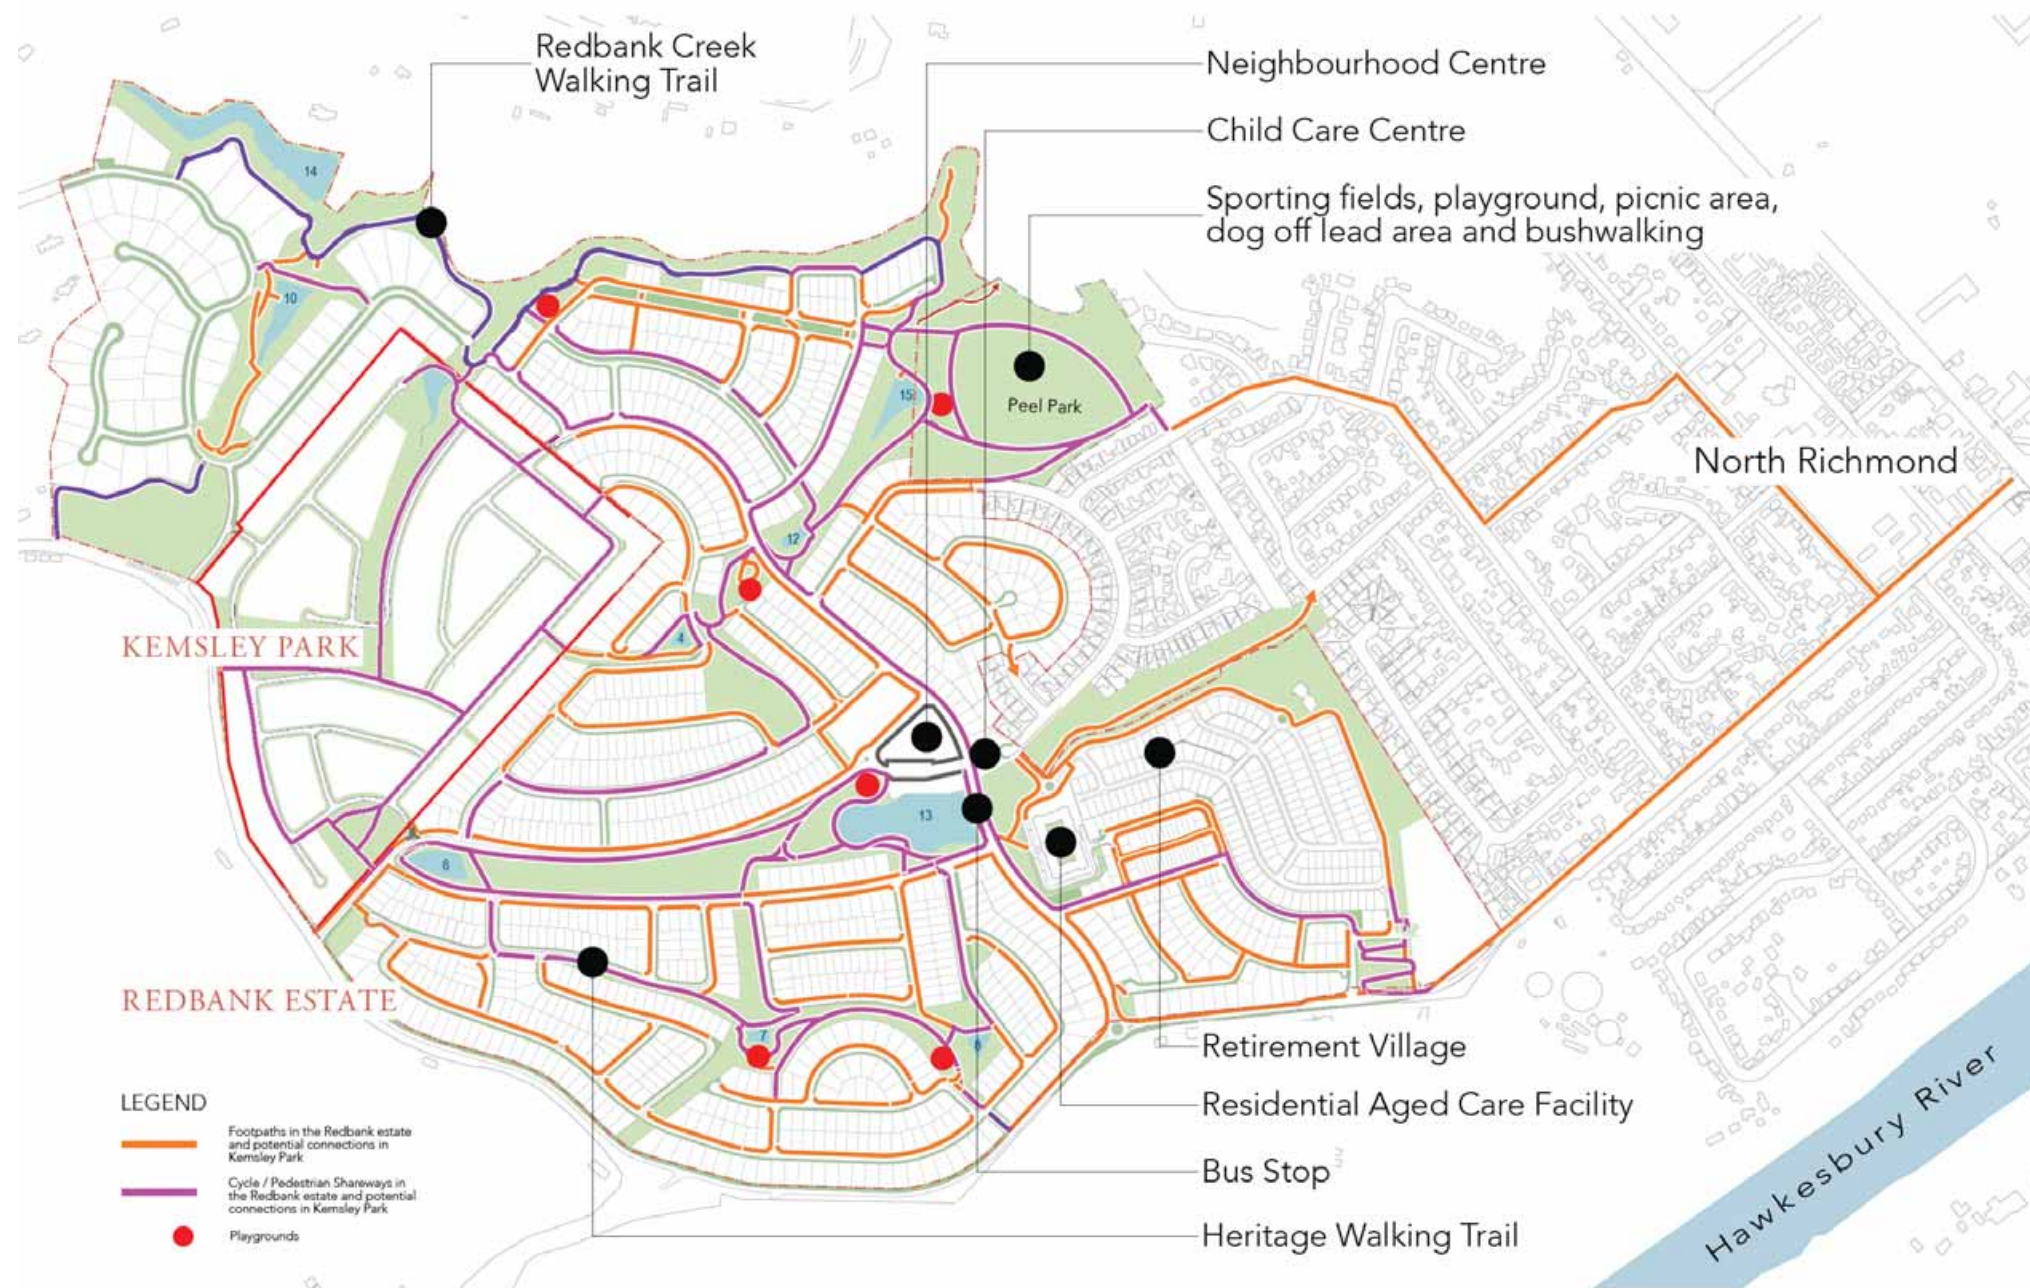 Redbank Creek
Walking Trail
Neighbourhood Centre
Child Care Centre
Sporting fields, playground, picnic area,
dog off lead area and bushwalking
14
10
15
Peel Park
North Richmond
12
4
KEMSLEY PARK
13
6
REDBANK ESTATE
7
8
Retirement Village
Residential Aged Care Facility
Bus Stop
Heritage Walking Trail
Hawkesbury River
LEGEND
Footpaths in the Redbank estate
and potential connections in
Kemsley Park
Cycle / Pedestrian Shareways in
the Redbank estate and potential
connections in Kemsley Park
Playgrounds